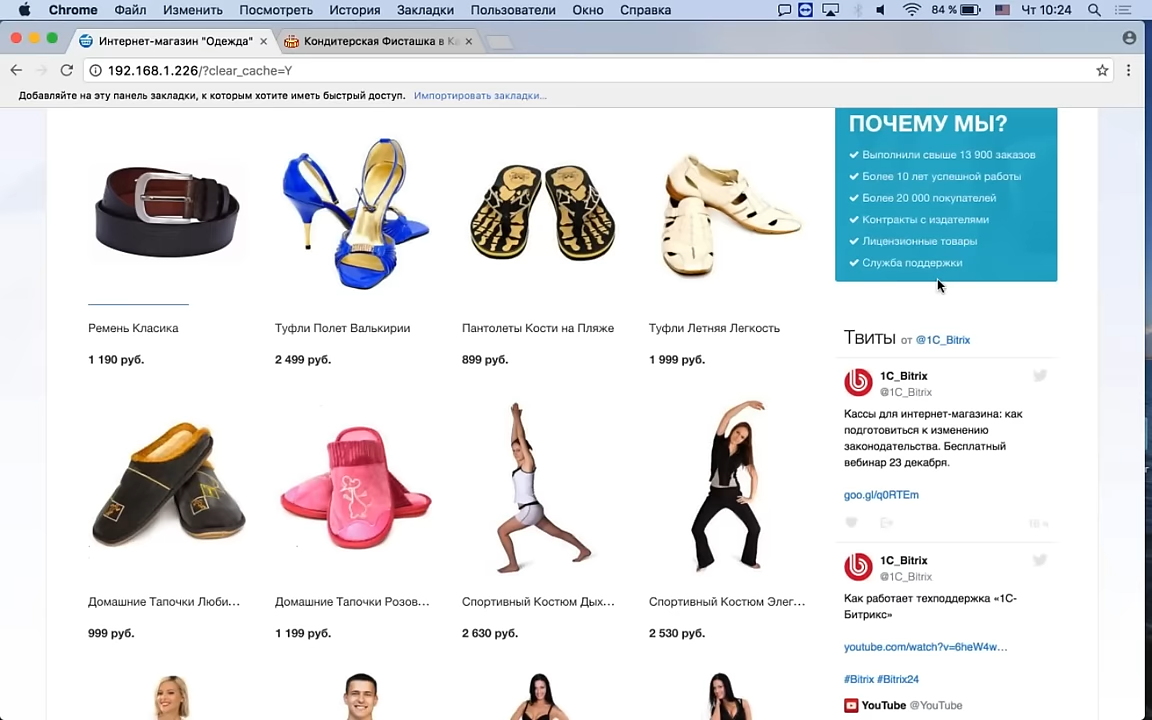 Chrome Файл Изменить Посмотреть История Закладки Пользователи Окно Справка 84 % Чт 10:24
Интернет-магазин "Одежда" × Кондитерская Фисташка в Ка ×
192.168.1.226/?clear_cache=Y
Добавляйте на эту панель закладки, к которым хотите иметь быстрый доступ. Импортировать закладки...
ПОЧЕМУ МЫ?
Выполнили свыше 13 900 заказов
Более 10 лет успешной работы
Более 20 000 покупателей
Контракты с издателями
Лицензионные товары
Служба поддержки
Ремень Класика
1 190 руб.
Туфли Полет Валькирии
2 499 руб.
Пантолеты Кости на Пляже
899 руб.
Туфли Летняя Легкость
1 999 руб.
Домашние Тапочки Люби...
999 руб.
Домашние Тапочки Розов...
1 199 руб.
Спортивный Костюм Дых...
2 630 руб.
Спортивный Костюм Элег...
2 530 руб.
Твиты от @1C_Bitrix
1C_Bitrix
@1C_Bitrix
Кассы для интернет-магазина: как
подготовиться к изменению
законодательства. Бесплатный
вебинар 23 декабря.
goo.gl/q0RTEm
16 ч
1C_Bitrix
@1C_Bitrix
Как работает техподдержка «1С-
Битрикс»
youtube.com/watch?v=6heW4w...
#Bitrix #Bitrix24
YouTube @YouTube